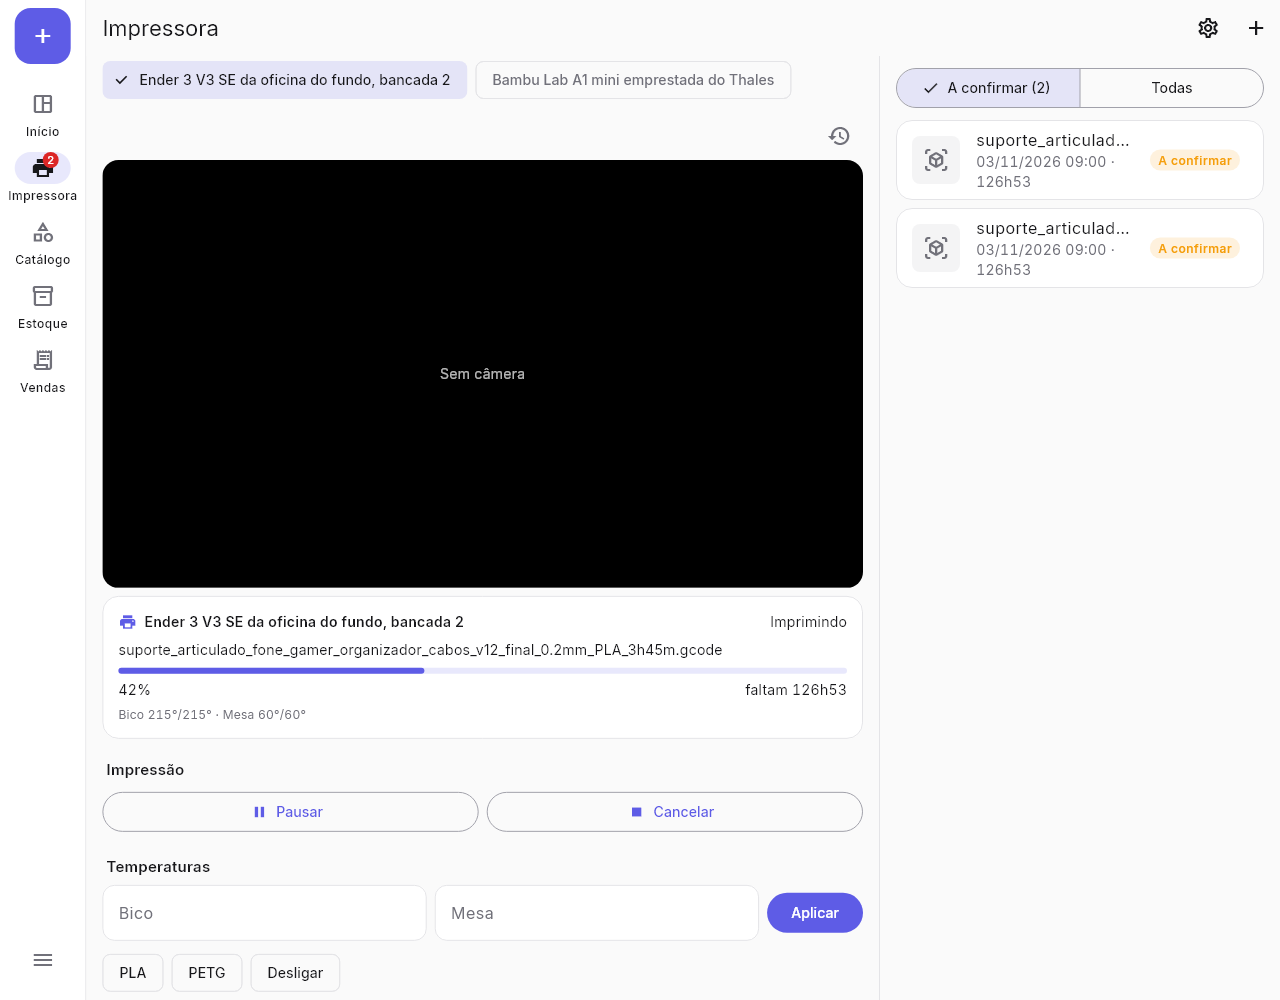 +
Início
2
Impressora
Catálogo
Estoque
Vendas
Impressora
Ender 3 V3 SE da oficina do fundo, bancada 2
Bambu Lab A1 mini emprestada do Thales
Sem câmera
Ender 3 V3 SE da oficina do fundo, bancada 2
Imprimindo
suporte_articulado_fone_gamer_organizador_cabos_v12_final_0.2mm_PLA_3h45m.gcode
42%
faltam 126h53
Bico 215°/215° · Mesa 60°/60°
Impressão
Pausar
Cancelar
Temperaturas
Bico
Mesa
Aplicar
PLA
PETG
Desligar
A confirmar (2)
Todas
suporte_articulad...
03/11/2026 09:00 ·
126h53
A confirmar
suporte_articulad...
03/11/2026 09:00 ·
126h53
A confirmar